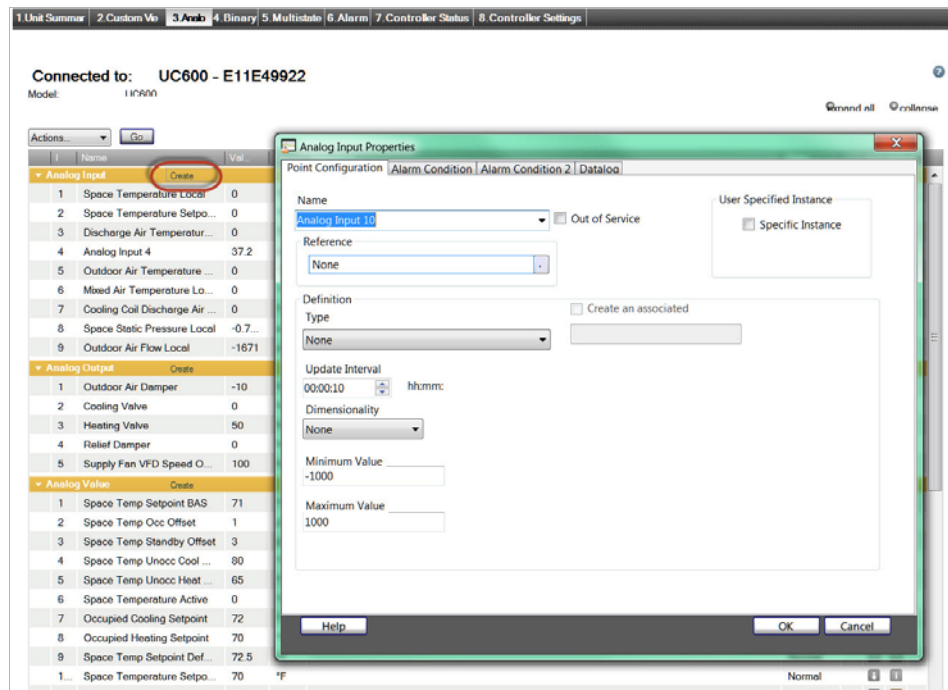 1.Unit Summar 2.Custom Vie 3.Analo 4.Binary 5.Multistate 6.Alarm 7.Controller Status 8.Controller Settings
Connected to: UC600 - E11E49922
Model: UC600
Expand all collapse
Actions... Go...
I Name Val...
Analog Input Create
1 Space Temperature Local 0
2 Space Temperature Setpo... 0
3 Discharge Air Temperatur... 0
4 Analog Input 4 37.2
5 Outdoor Air Temperature ... 0
6 Mixed Air Temperature Lo... 0
7 Cooling Coil Discharge Air ... 0
8 Space Static Pressure Local -0.7...
9 Outdoor Air Flow Local -1671
Analog Output Create
1 Outdoor Air Damper -10
2 Cooling Valve 0
3 Heating Valve 50
4 Relief Damper 0
5 Supply Fan VFD Speed O... 100
Analog Value Create
1 Space Temp Setpoint BAS 71
2 Space Temp Occ Offset 1
3 Space Temp Standby Offset 3
4 Space Temp Unocc Cool ... 80
5 Space Temp Unocc Heat ... 65
6 Space Temperature Active 0
7 Occupied Cooling Setpoint 72
8 Occupied Heating Setpoint 70
9 Space Temp Setpoint Def... 72.5
1... Space Temperature Setpo... 70 °F Normal
Analog Input Properties
Point Configuration Alarm Condition Alarm Condition 2 Datalog
Name
Analog Input 10
Out of Service
User Specified Instance
Specific Instance
Reference
None
Definition
Type
None
Create an associated
Update Interval
00:00:10 hh:mm:
Dimensionality
None
Minimum Value
-1000
Maximum Value
1000
Help OK Cancel